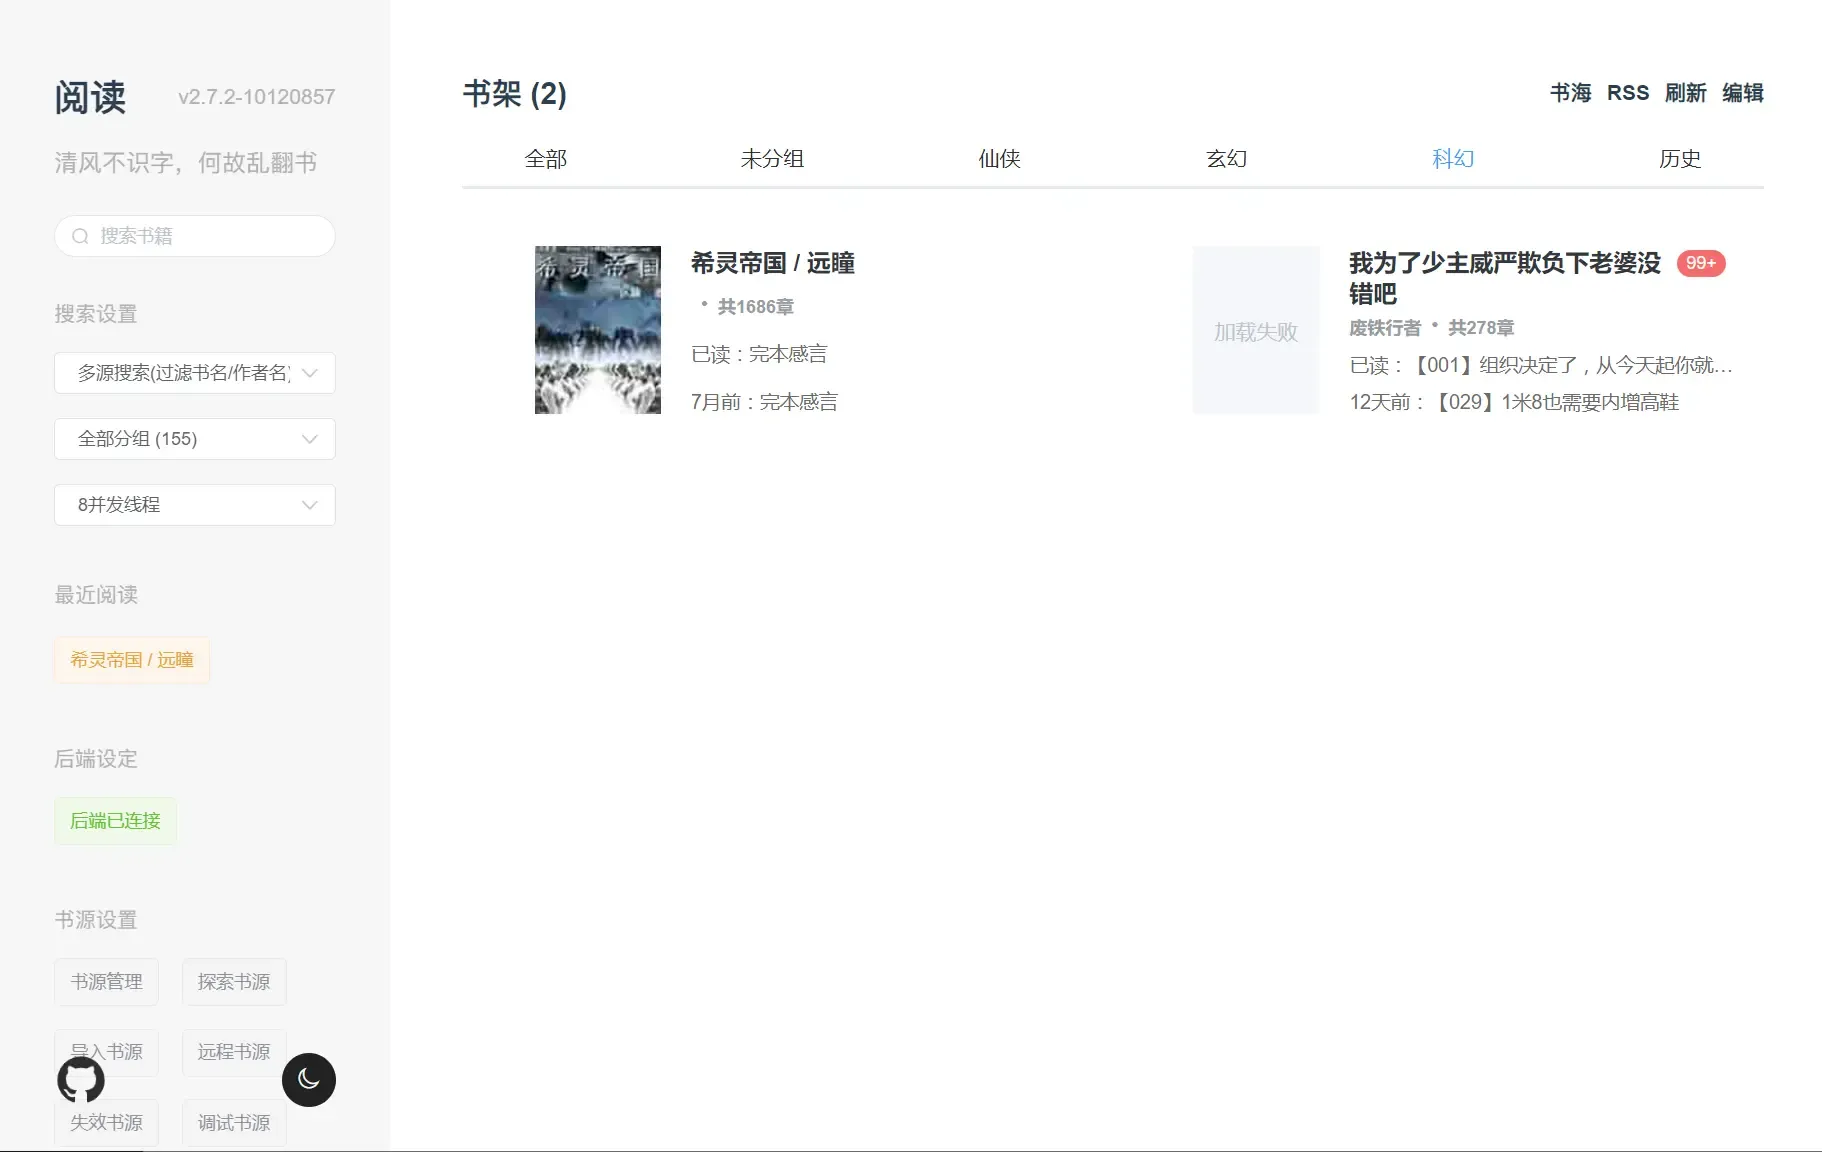 阅读
v2.7.2-10120857
清风不识字，何故乱翻书
搜索书籍
搜索设置
多源搜索(过滤书名/作者名)
全部分组 (155)
8并发线程
最近阅读
希灵帝国 / 远瞳
后端设定
后端已连接
书源设置
书源管理
探索书源
导入书源
远程书源
失效书源
调试书源
书架 (2)
书海 RSS 刷新 编辑
全部 未分组 仙侠 玄幻 科幻 历史
希灵帝国
希灵帝国 / 远瞳
• 共1686章
已读：完本感言
7月前：完本感言
加载失败
我为了少主威严欺负下老婆没 99+
错吧
废铁行者 • 共278章
已读：【001】组织决定了，从今天起你就…
12天前：【029】1米8也需要内增高鞋